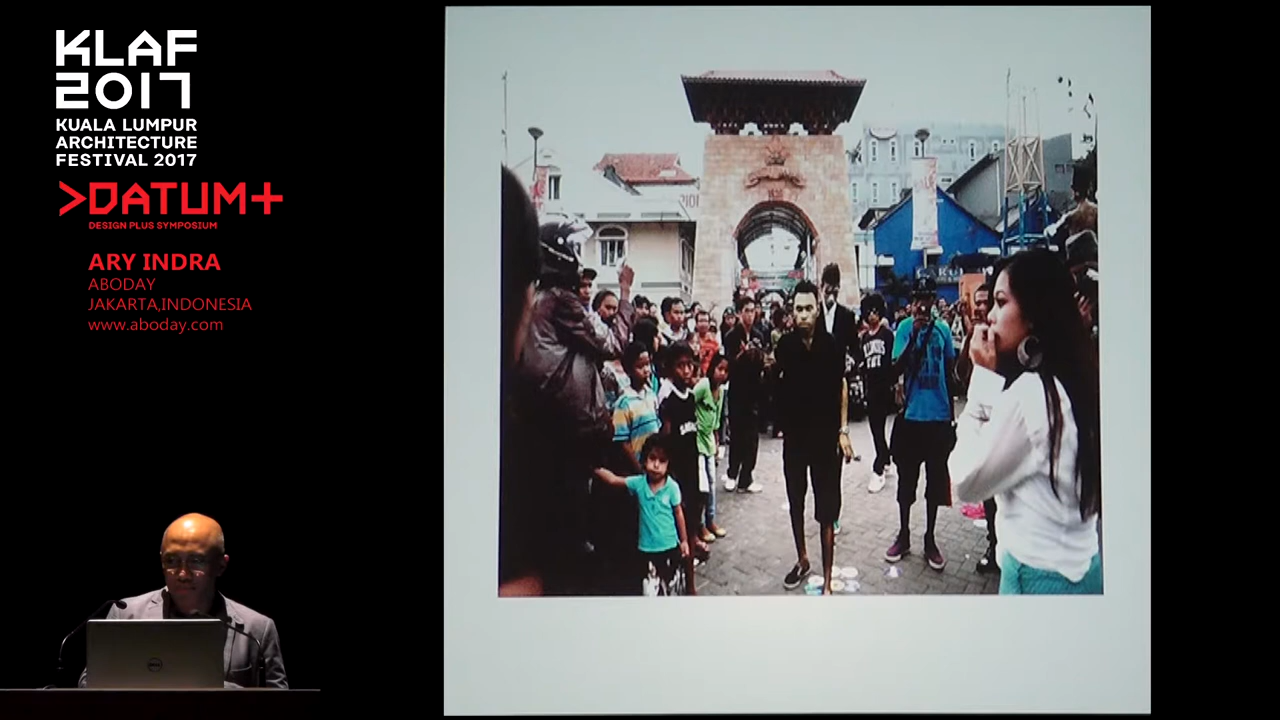 KLAF
2017
KUALA LUMPUR
ARCHITECTURE
FESTIVAL 2017
>DATUM+
DESIGN PLUS SYMPOSIUM
ARY INDRA
ABODAY
JAKARTA,INDONESIA
www.aboday.com
DELL